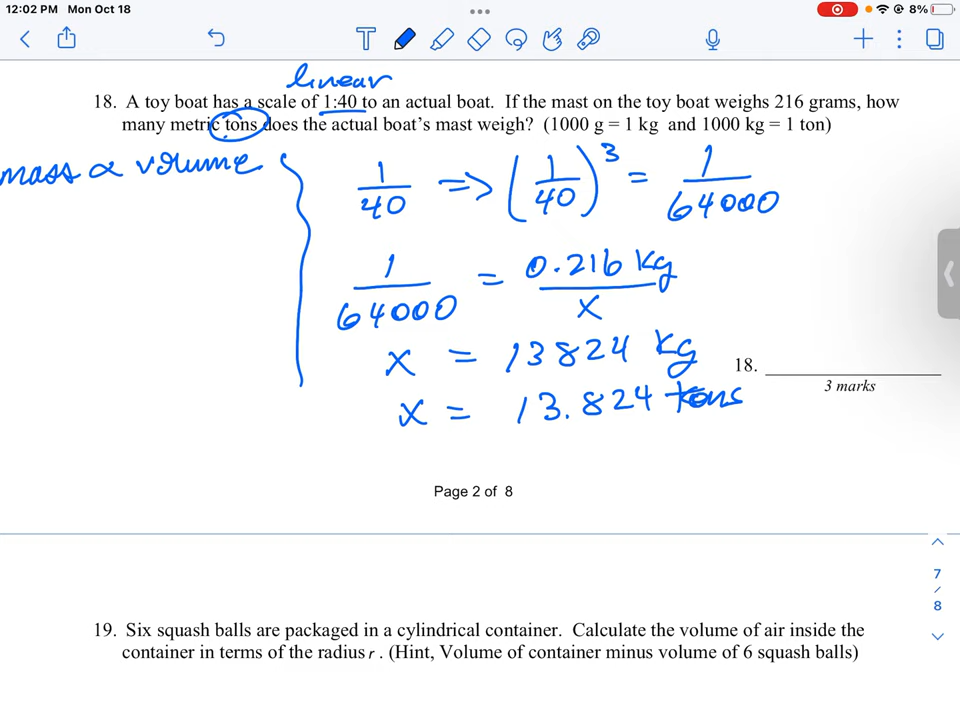 12:02 PM Mon Oct 18
8%
linear
18. A toy boat has a scale of 1:40 to an actual boat. If the mast on the toy boat weighs 216 grams, how
many metric tons does the actual boat's mast weigh? (1000 g = 1 kg and 1000 kg = 1 ton)
mass ∝ volume
1/40 => (1/40)³ = 1/64000
1/64000 = 0.216 kg/x
x = 13824 kg
18. ____________
3 marks
x = 13.824 tons
Page 2 of 8
7
/
8
19. Six squash balls are packaged in a cylindrical container. Calculate the volume of air inside the
container in terms of the radius r. (Hint, Volume of container minus volume of 6 squash balls)